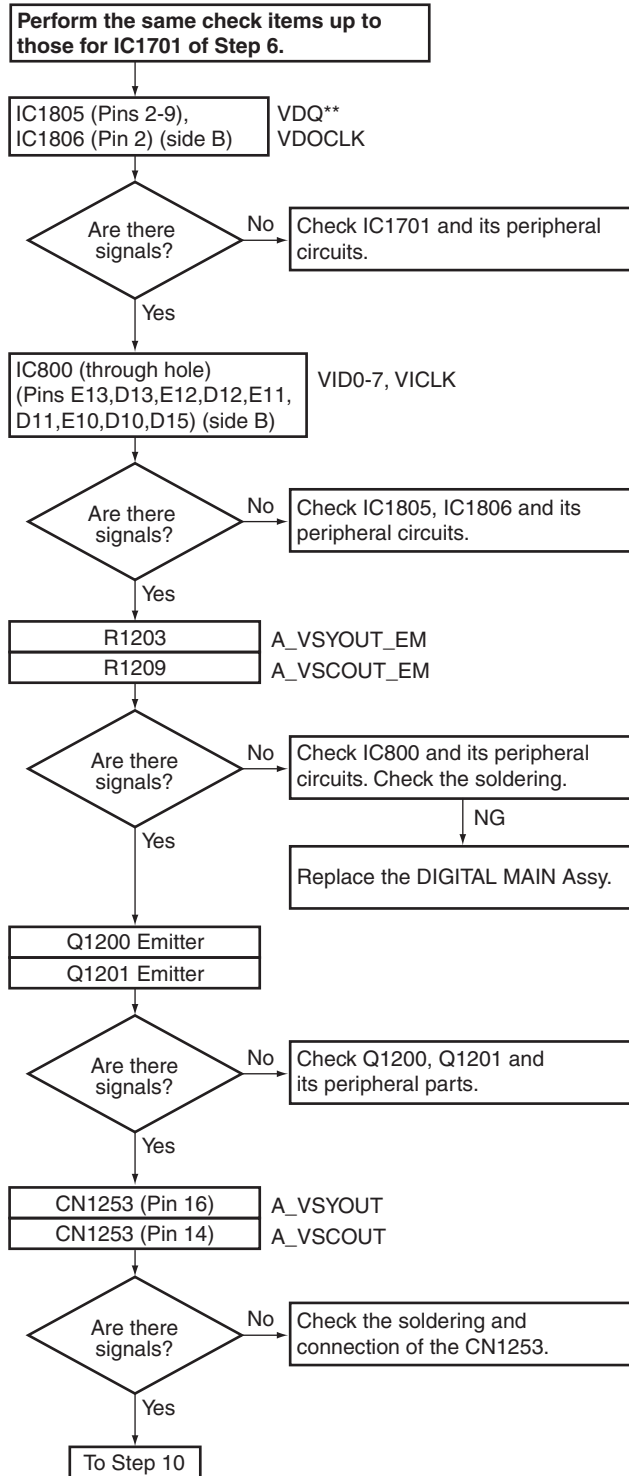 Perform the same check items up to
those for IC1701 of Step 6.
IC1805 (Pins 2-9),
IC1806 (Pin 2) (side B)
VDQ**
VDOCLK
Are there
signals?
No
Check IC1701 and its peripheral
circuits.
Yes
IC800 (through hole)
(Pins E13,D13,E12,D12,E11,
D11,E10,D10,D15) (side B)
VID0-7, VICLK
Are there
signals?
No
Check IC1805, IC1806 and its
peripheral circuits.
Yes
R1203
A_VSYOUT_EM
R1209
A_VSCOUT_EM
Are there
signals?
No
Check IC800 and its peripheral
circuits. Check the soldering.
NG
Replace the DIGITAL MAIN Assy.
Yes
Q1200 Emitter
Q1201 Emitter
Are there
signals?
No
Check Q1200, Q1201 and
its peripheral parts.
Yes
CN1253 (Pin 16)
A_VSYOUT
CN1253 (Pin 14)
A_VSCOUT
Are there
signals?
No
Check the soldering and
connection of the CN1253.
Yes
To Step 10